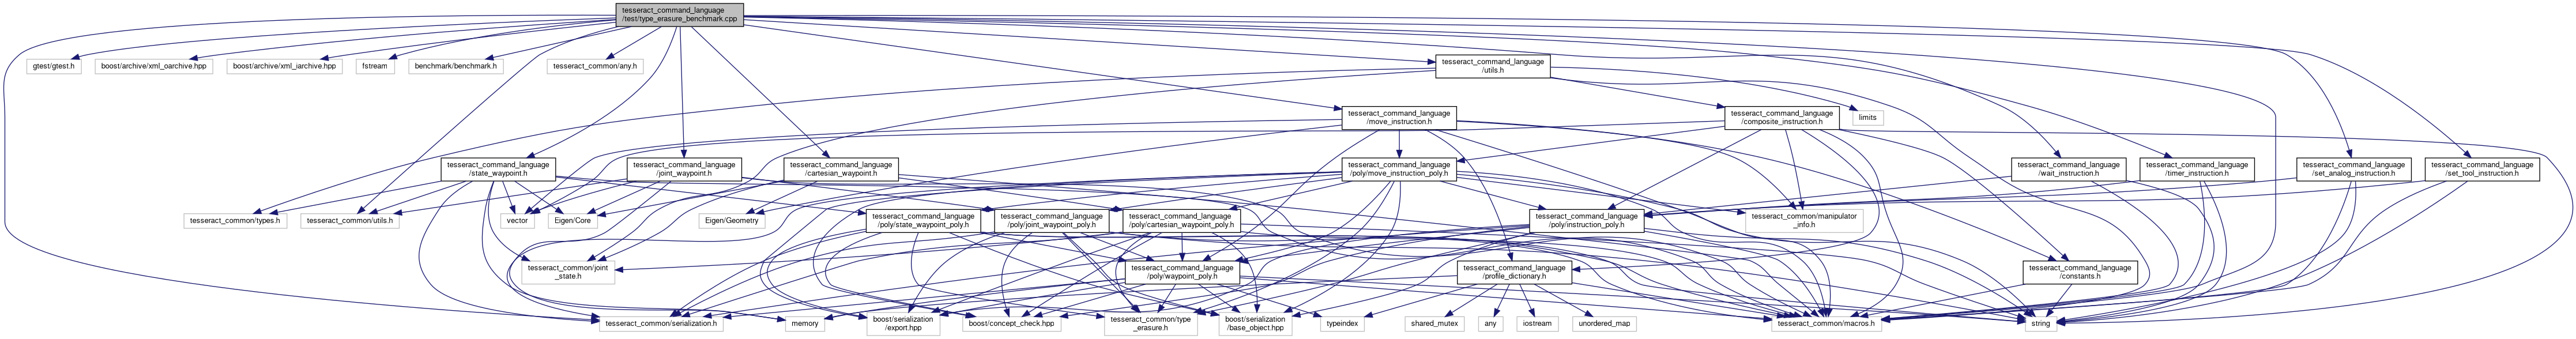 tesseract_command_language
/test/type_erasure_benchmark.cpp
gtest/gtest.h
boost/archive/xml_oarchive.hpp
boost/archive/xml_iarchive.hpp
fstream
benchmark/benchmark.h
tesseract_common/any.h
tesseract_command_language
/utils.h
tesseract_command_language
/move_instruction.h
tesseract_command_language
/composite_instruction.h
limits
tesseract_command_language
/state_waypoint.h
tesseract_command_language
/joint_waypoint.h
tesseract_command_language
/cartesian_waypoint.h
tesseract_command_language
/poly/move_instruction_poly.h
tesseract_command_language
/wait_instruction.h
tesseract_command_language
/timer_instruction.h
tesseract_command_language
/set_analog_instruction.h
tesseract_command_language
/set_tool_instruction.h
tesseract_common/types.h
tesseract_common/utils.h
vector
Eigen/Core
Eigen/Geometry
tesseract_command_language
/poly/state_waypoint_poly.h
tesseract_command_language
/poly/joint_waypoint_poly.h
tesseract_command_language
/poly/cartesian_waypoint_poly.h
tesseract_command_language
/poly/instruction_poly.h
tesseract_common/manipulator
_info.h
tesseract_common/joint
_state.h
tesseract_command_language
/poly/waypoint_poly.h
tesseract_command_language
/profile_dictionary.h
tesseract_command_language
/constants.h
tesseract_common/serialization.h
memory
boost/serialization
/export.hpp
boost/concept_check.hpp
tesseract_common/type
_erasure.h
boost/serialization
/base_object.hpp
typeindex
shared_mutex
any
iostream
unordered_map
tesseract_common/macros.h
string